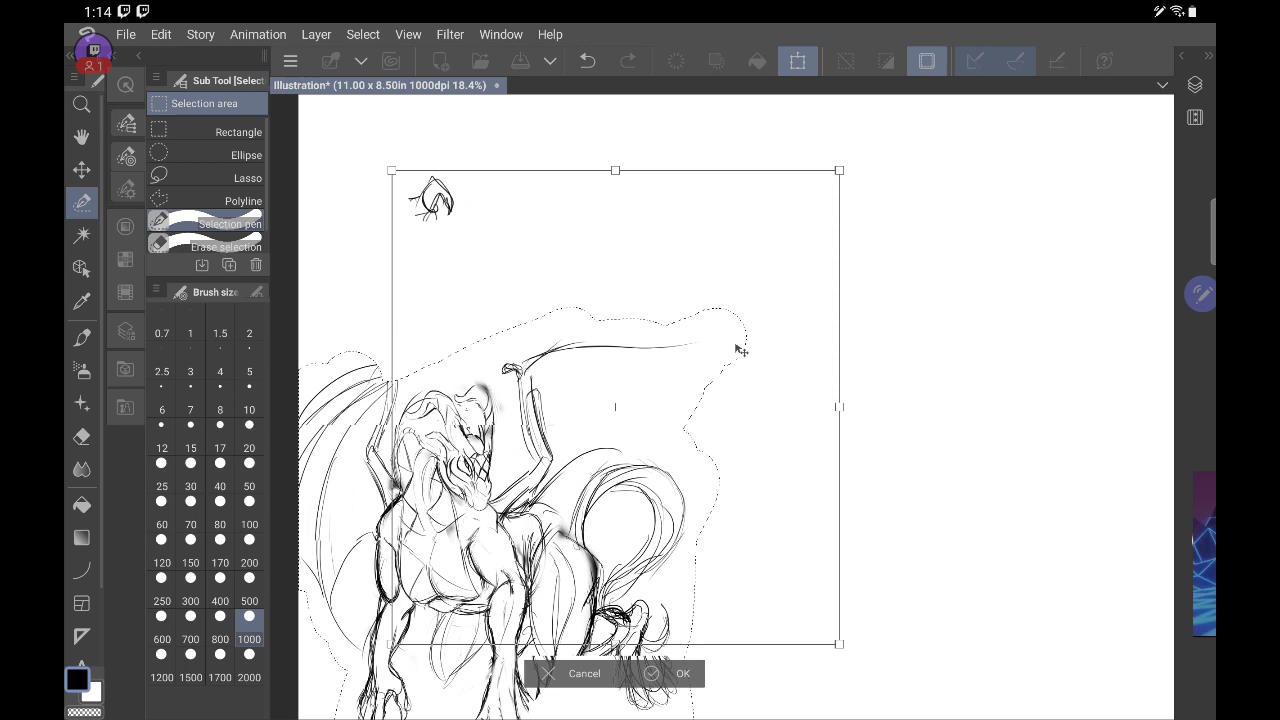 1:14
File Edit Story Animation Layer Select View Filter Window Help
1
Sub Tool [Select
Illustration* (11.00 x 8.50in 1000dpi 18.4%)
Selection area
Rectangle
Ellipse
Lasso
Polyline
Selection pen
Erase selection
Brush size
0.7 1 1.5 2
2.5 3 4 5
6 7 8 10
12 15 17 20
25 30 40 50
60 70 80 100
120 150 170 200
250 300 400 500
600 700 800 1000
1200 1500 1700 2000
Cancel OK